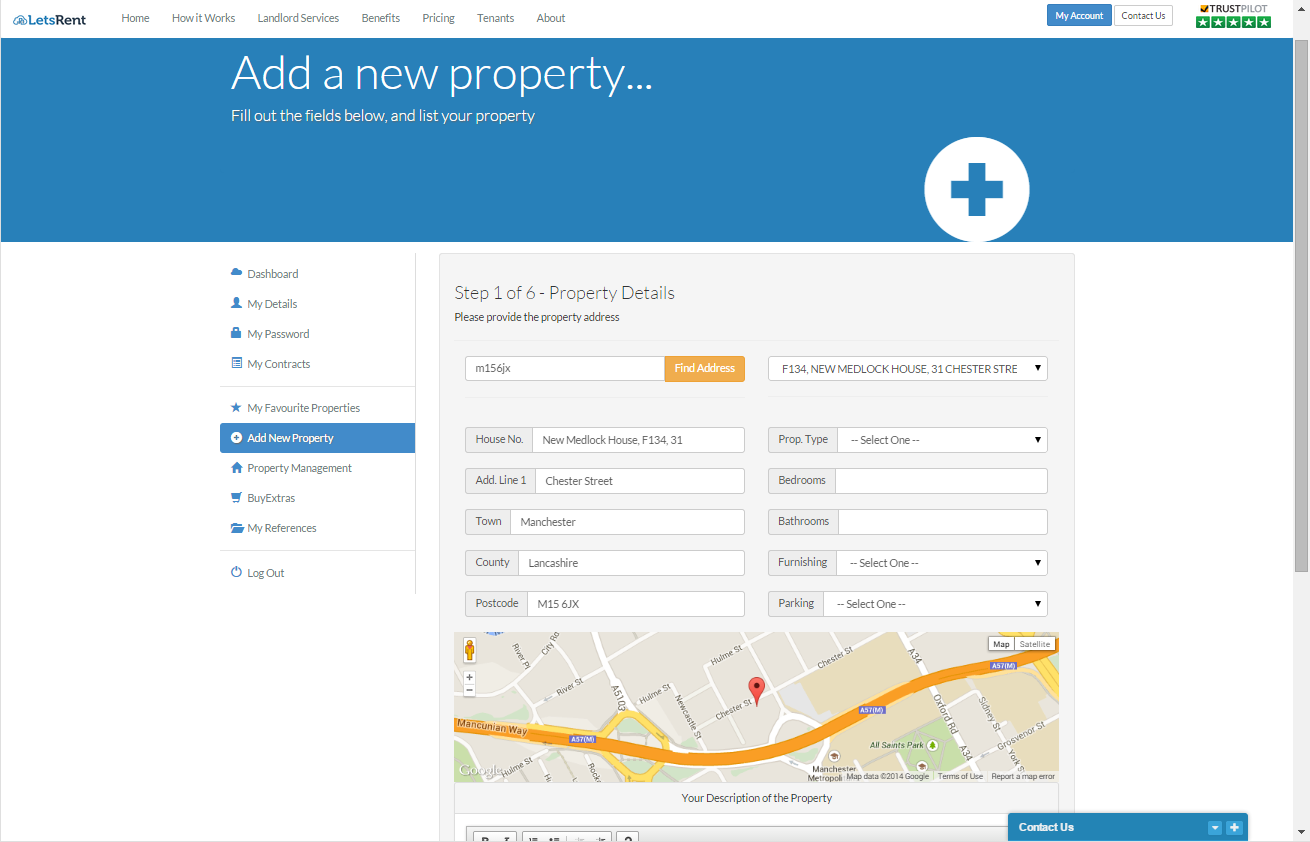 LetsRent
Home How it Works Landlord Services Benefits Pricing Tenants About
My Account Contact Us
TRUSTPILOT
Add a new property...
Fill out the fields below, and list your property
Dashboard
My Details
My Password
My Contracts
My Favourite Properties
Add New Property
Property Management
BuyExtras
My References
Log Out
Step 1 of 6 - Property Details
Please provide the property address
m156jx Find Address F134, NEW MEDLOCK HOUSE, 31 CHESTER STRE
House No. New Medlock House, F134, 31 Prop. Type -- Select One --
Add. Line 1 Chester Street Bedrooms
Town Manchester Bathrooms
County Lancashire Furnishing -- Select One --
Postcode M15 6JX Parking -- Select One --
Map Satellite
River Pl
City Ro
River St
A5103
Hulme St
Hulme St
Newcastle St
Chester St
Chester St
A34
A57(M)
A57(M)
A57(M)
Mancunian Way
Oxford Rd
Sidney St
Grosvenor St
York St
A34
All Saints Park
Hulme St
Manchester
Metropoli
Google
Map data ©2014 Google Terms of Use Report a map error
Your Description of the Property
Contact Us